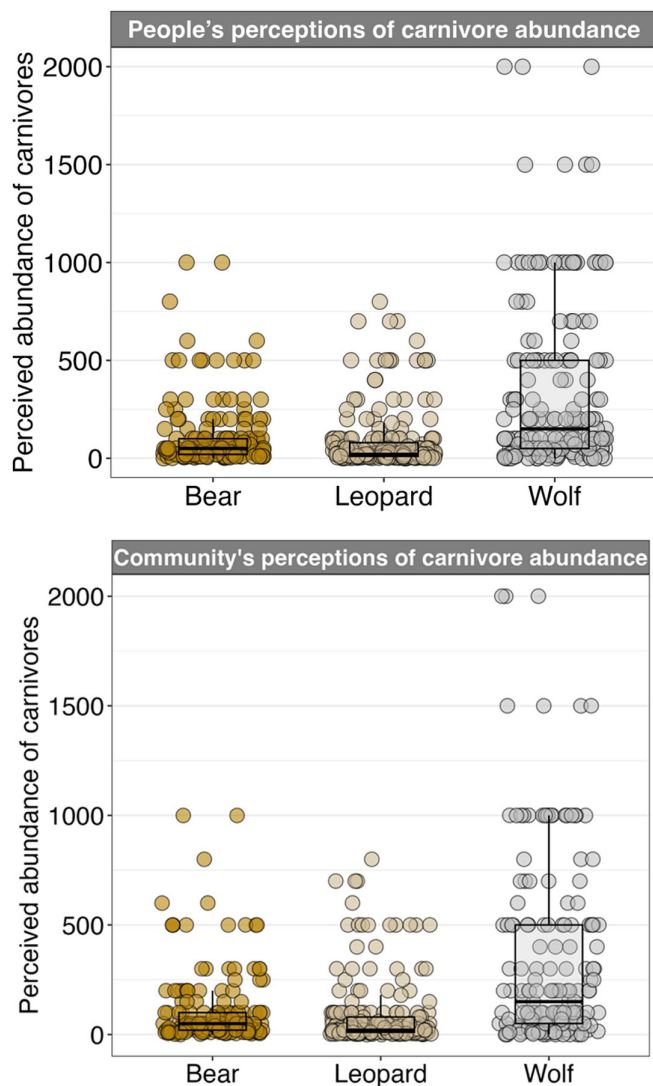 People’s perceptions of carnivore abundance
Perceived abundance of carnivores
2000
1500
1000
500
0
Bear Leopard Wolf
Community's perceptions of carnivore abundance
Perceived abundance of carnivores
2000
1500
1000
500
0
Bear Leopard Wolf